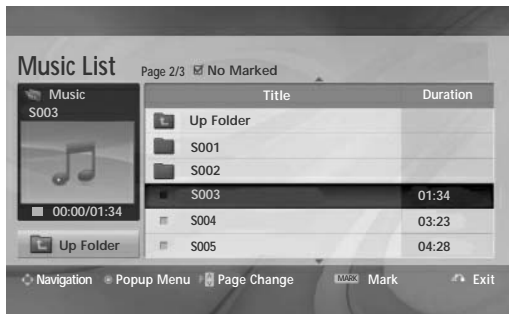 Music List Page 2/3 No Marked
Music
S003
00:00/01:34
Up Folder
Title Duration
Up Folder
S001
S002
S003 01:34
S004 03:23
S005 04:28
Navigation Popup Menu Page Change MARK Mark Exit